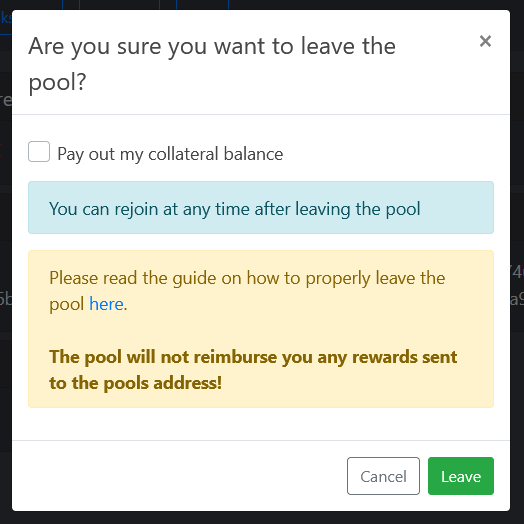 Are you sure you want to leave the
pool?
×
Pay out my collateral balance
You can rejoin at any time after leaving the pool
Please read the guide on how to properly leave the
pool here.
The pool will not reimburse you any rewards sent
to the pools address!
Cancel
Leave